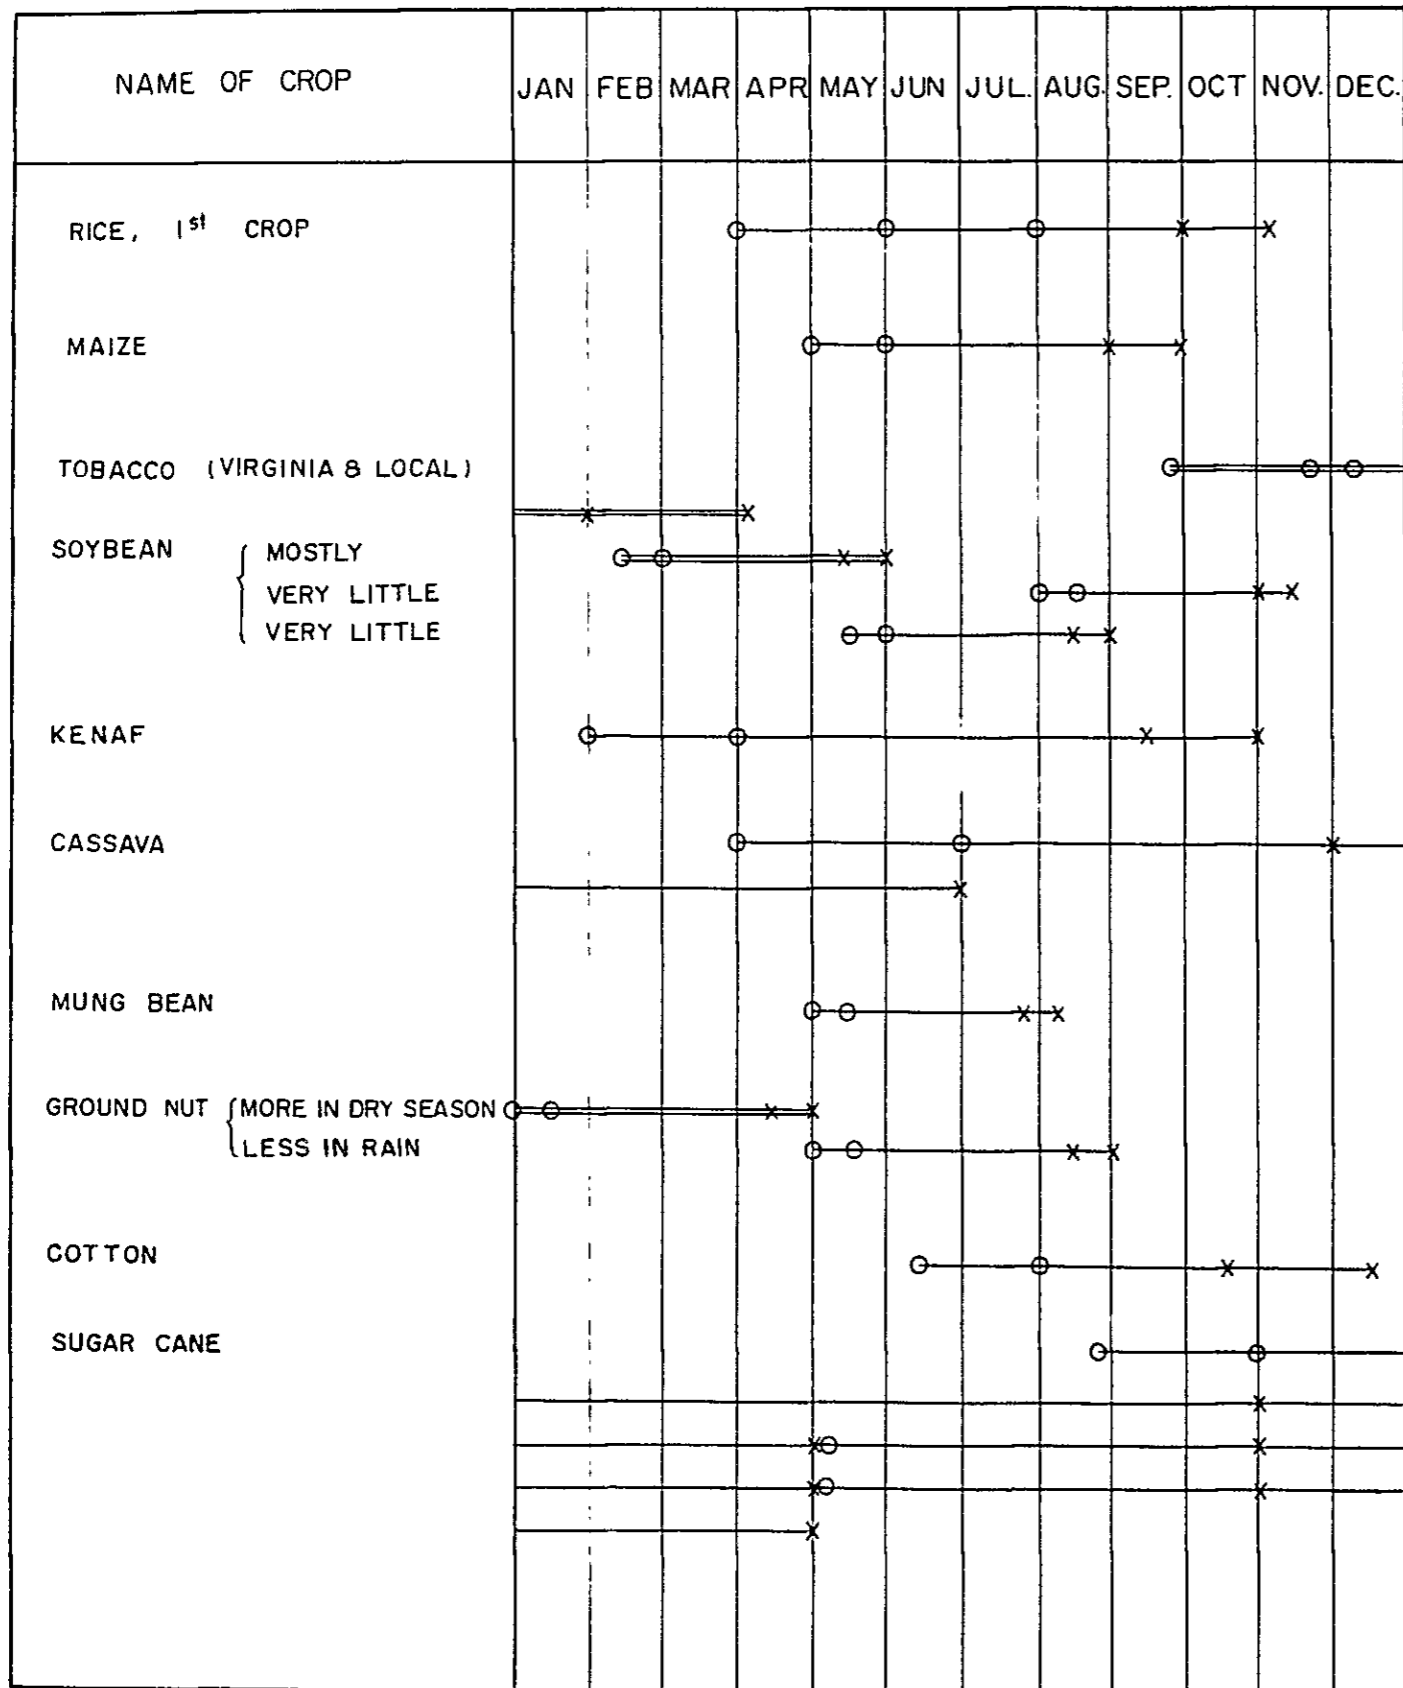 NAME OF CROP JAN FEB MAR APR MAY JUN JUL. AUG. SEP. OCT NOV. DEC.
RICE, 1st CROP
MAIZE
TOBACCO (VIRGINIA & LOCAL)
SOYBEAN { MOSTLY
VERY LITTLE
VERY LITTLE
KENAF
CASSAVA
MUNG BEAN
GROUND NUT { MORE IN DRY SEASON
LESS IN RAIN
COTTON
SUGAR CANE